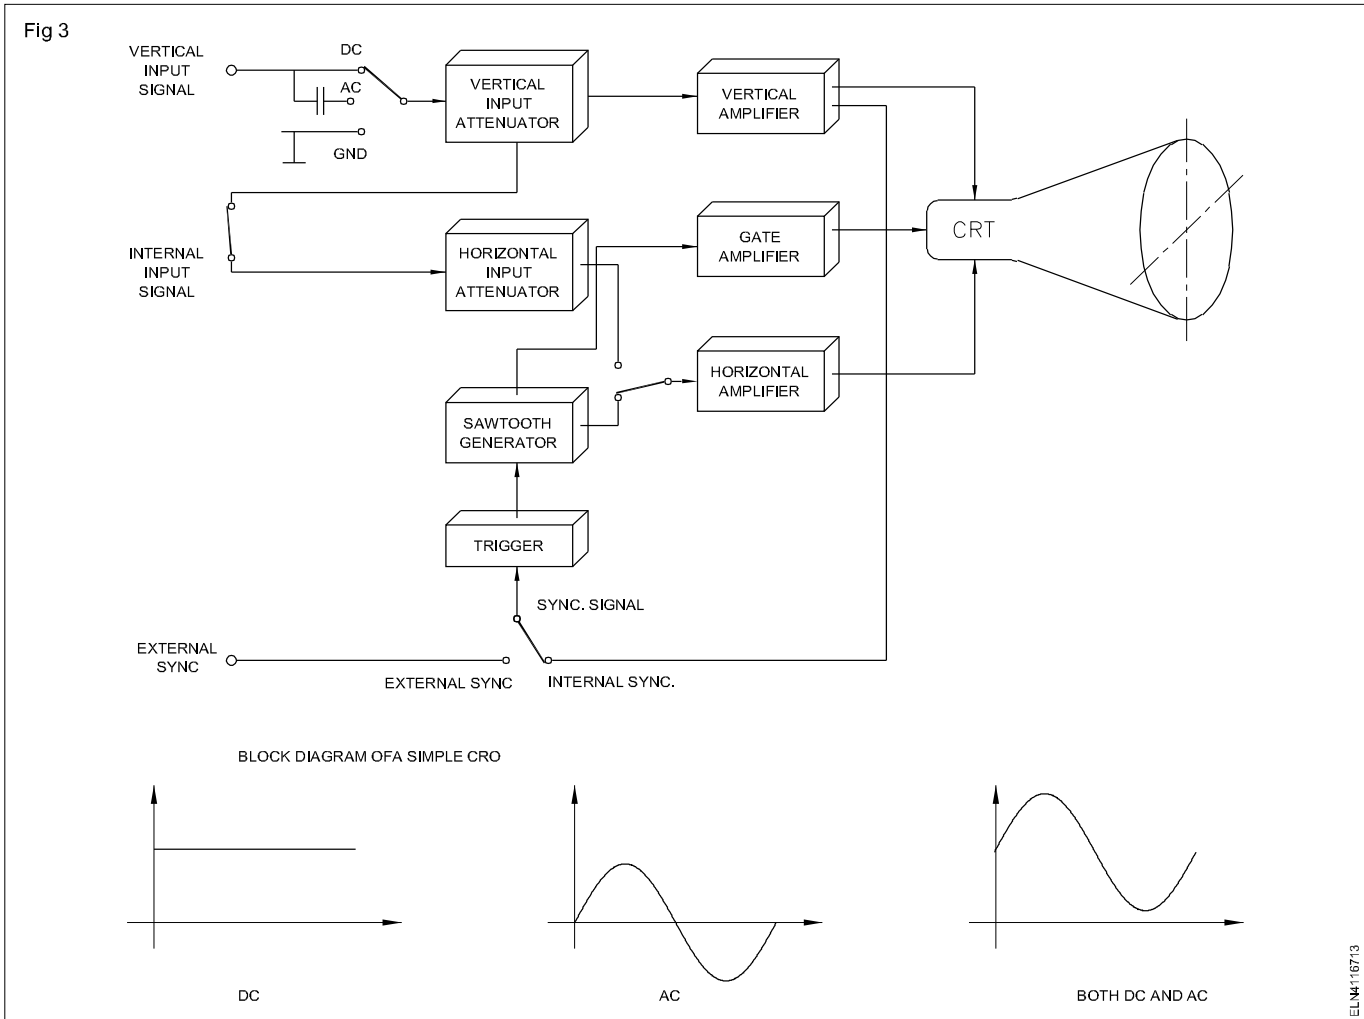 Fig 3
VERTICAL
INPUT
SIGNAL
DC
AC
GND
VERTICAL
INPUT
ATTENUATOR
VERTICAL
AMPLIFIER
INTERNAL
INPUT
SIGNAL
HORIZONTAL
INPUT
ATTENUATOR
GATE
AMPLIFIER
CRT
HORIZONTAL
AMPLIFIER
SAWTOOTH
GENERATOR
TRIGGER
SYNC. SIGNAL
EXTERNAL
SYNC
EXTERNAL SYNC
INTERNAL SYNC.
BLOCK DIAGRAM OFA SIMPLE CRO
DC
AC
BOTH DC AND AC
ELN4116713